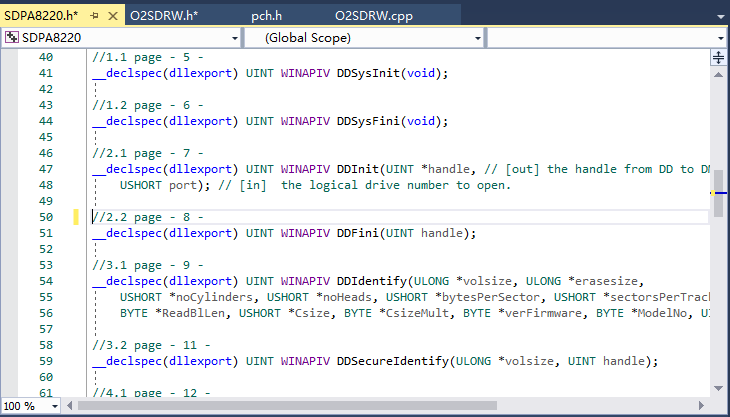 SDPA8220.h* O2SDRW.h* pch.h O2SDRW.cpp
SDPA8220 (Global Scope)
40 //1.1 page - 5 -
41 __declspec(dllexport) UINT WINAPIV DDSysInit(void);
42
43 //1.2 page - 6 -
44 __declspec(dllexport) UINT WINAPIV DDSysFini(void);
45
46 //2.1 page - 7 -
47 __declspec(dllexport) UINT WINAPIV DDInit(UINT *handle, // [out] the handle from DD to
48 USHORT port); // [in]  the logical drive number to open.
49
50 //2.2 page - 8 -
51 __declspec(dllexport) UINT WINAPIV DDFini(UINT handle);
52
53 //3.1 page - 9 -
54 __declspec(dllexport) UINT WINAPIV DDIdentify(ULONG *volsize, ULONG *erasesize,
55 USHORT *noCylinders, USHORT *noHeads, USHORT *bytesPerSector, USHORT *sectorsPerTrac
56 BYTE *ReadBlLen, USHORT *Csize, BYTE *CsizeMult, BYTE *verFirmware, BYTE *ModelNo,
57
58 //3.2 page - 11 -
59 __declspec(dllexport) UINT WINAPIV DDSecureIdentify(ULONG *volsize, UINT handle);
60
61 //4.1 page - 12 -
100 %